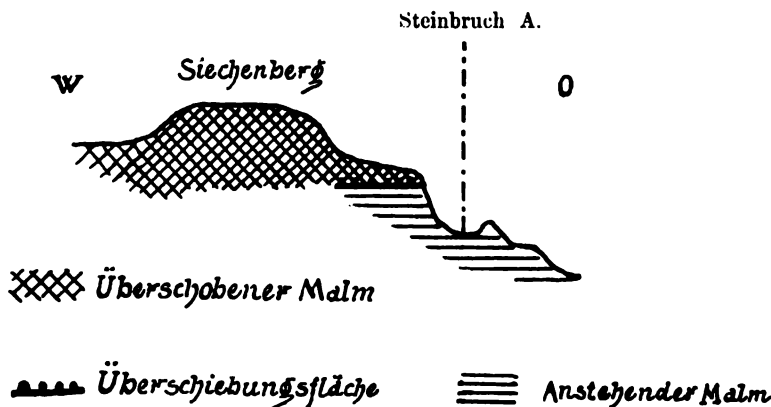 Steinbruch A.
W Siechenberg O
Überschobener Malm
Überschiebungsfläche Anstehender Malm